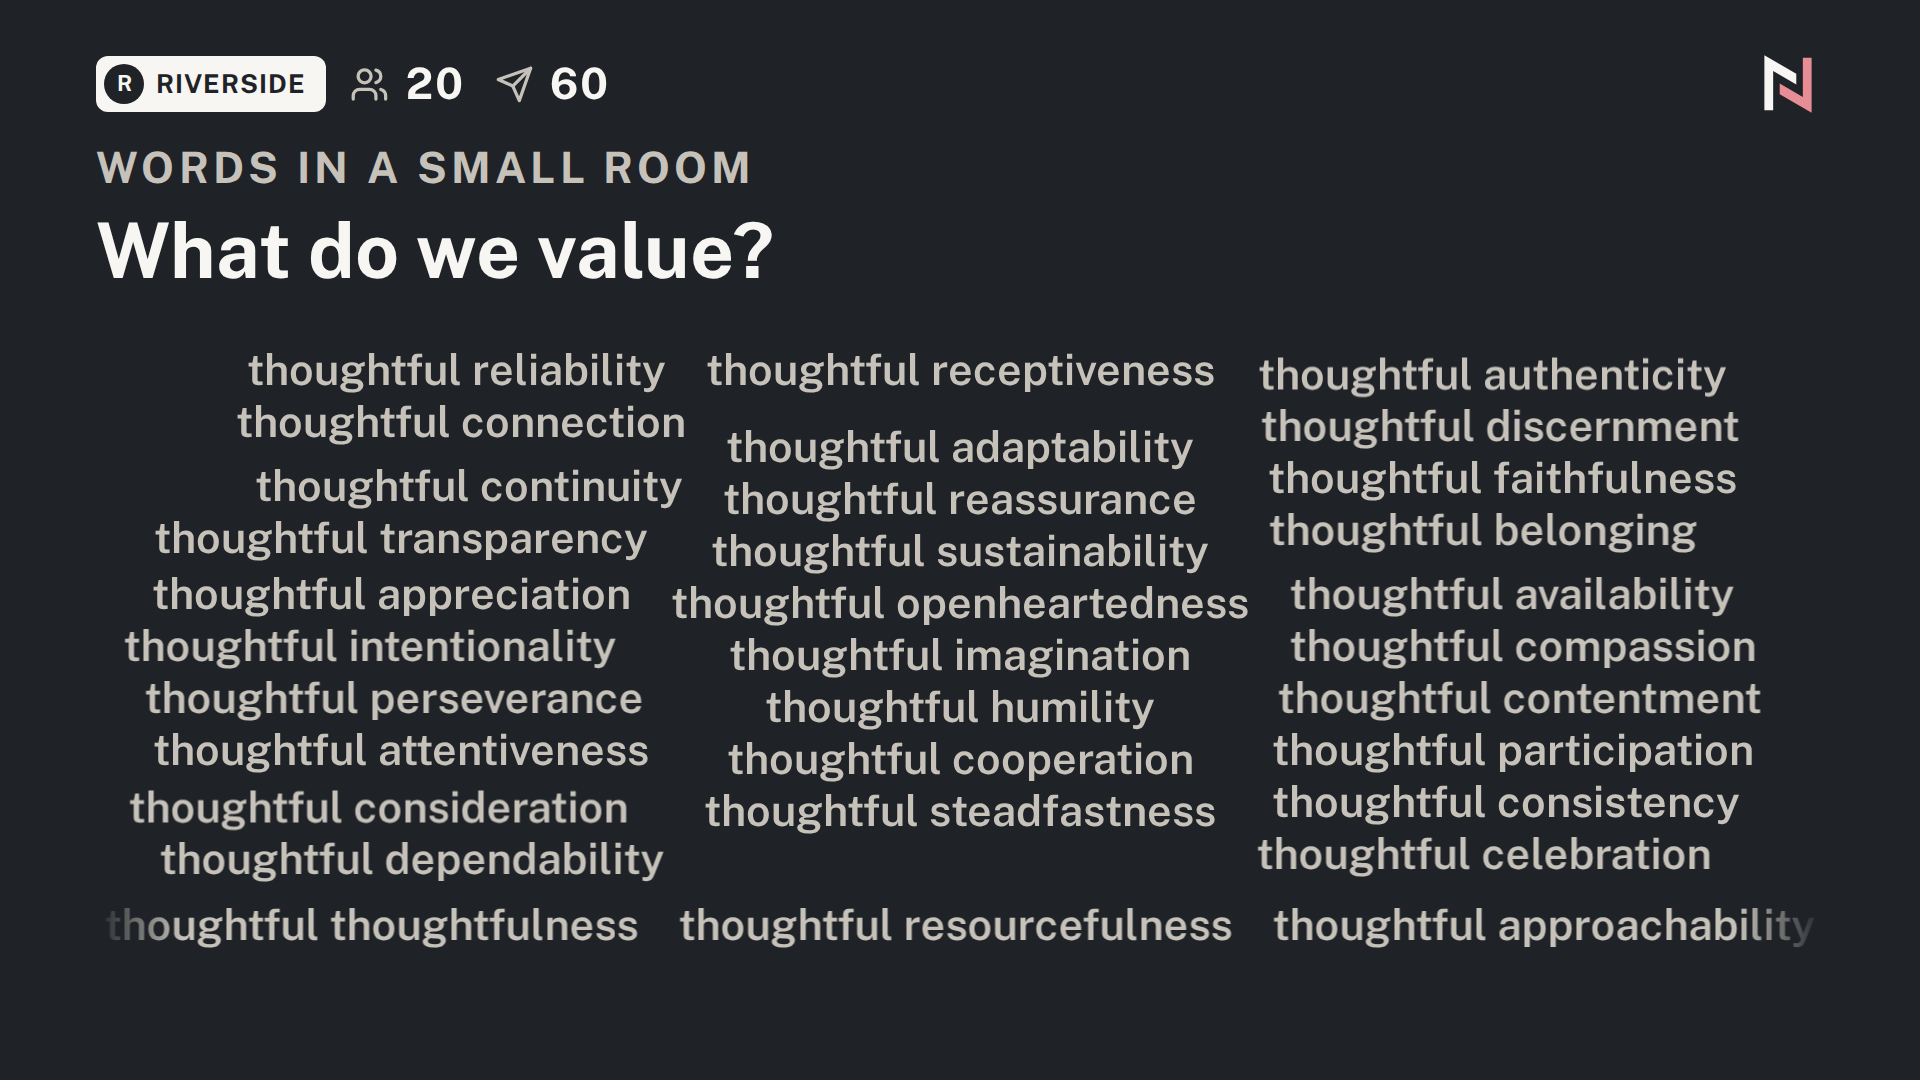 R RIVERSIDE 20 60
WORDS IN A SMALL ROOM
What do we value?
thoughtful reliability
thoughtful connection
thoughtful continuity
thoughtful transparency
thoughtful appreciation
thoughtful intentionality
thoughtful perseverance
thoughtful attentiveness
thoughtful consideration
thoughtful dependability
thoughtful thoughtfulness
thoughtful receptiveness
thoughtful adaptability
thoughtful reassurance
thoughtful sustainability
thoughtful openheartedness
thoughtful imagination
thoughtful humility
thoughtful cooperation
thoughtful steadfastness
thoughtful resourcefulness
thoughtful authenticity
thoughtful discernment
thoughtful faithfulness
thoughtful belonging
thoughtful availability
thoughtful compassion
thoughtful contentment
thoughtful participation
thoughtful consistency
thoughtful celebration
thoughtful approachability